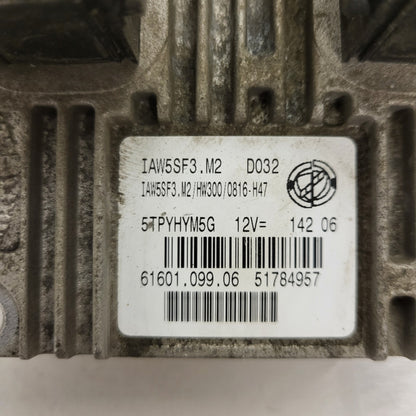 IAW5SF3.M2 D032
IAW5SF3.M2/HW300/0816-H47
5TPYHYM5G 12V= 142 06
61601.099.06 51784957